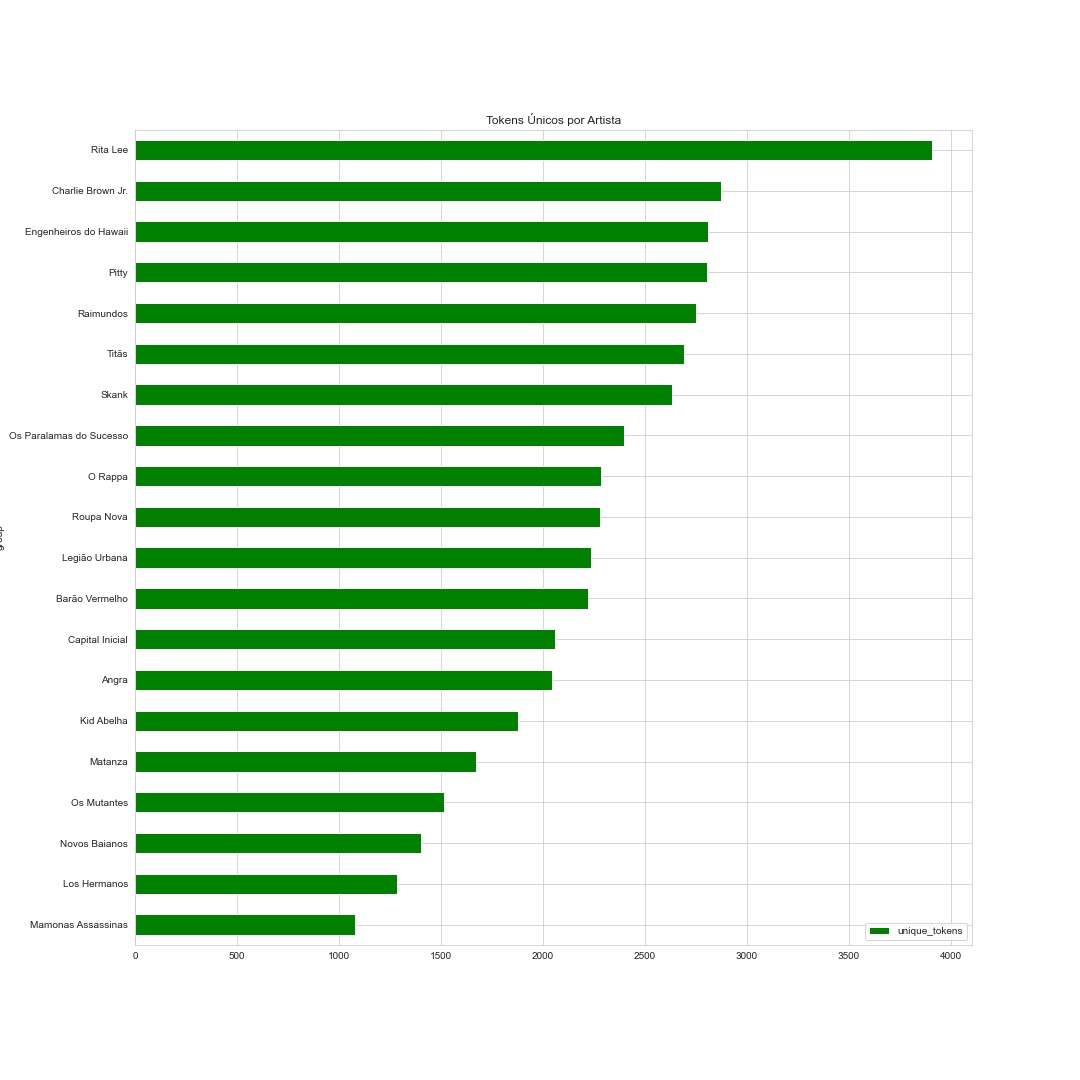 Tokens Únicos por Artista
Rita Lee
Charlie Brown Jr.
Engenheiros do Hawaii
Pitty
Raimundos
Titãs
Skank
Os Paralamas do Sucesso
O Rappa
Roupa Nova
Legião Urbana
Barão Vermelho
Capital Inicial
Angra
Kid Abelha
Matanza
Os Mutantes
Novos Baianos
Los Hermanos
Mamonas Assassinas
group
unique_tokens
0 500 1000 1500 2000 2500 3000 3500 4000